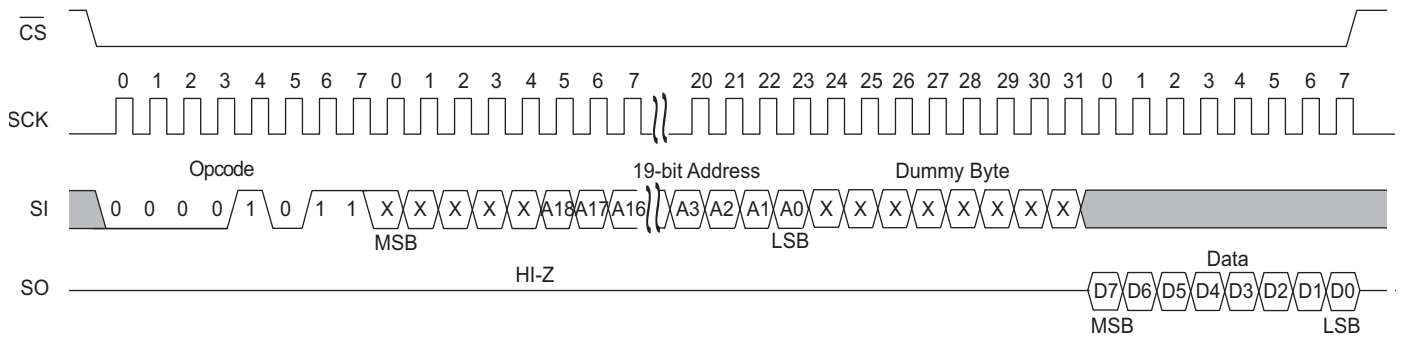 CS
0 1 2 3 4 5 6 7 0 1 2 3 4 5 6 7 20 21 22 23 24 25 26 27 28 29 30 31 0 1 2 3 4 5 6 7
SCK
Opcode 19-bit Address Dummy Byte
SI 0 0 0 0 1 0 1 1 X X X X X A18 A17 A16 A3 A2 A1 A0 X X X X X X X X
MSB LSB
HI-Z Data
SO D7 D6 D5 D4 D3 D2 D1 D0
MSB LSB